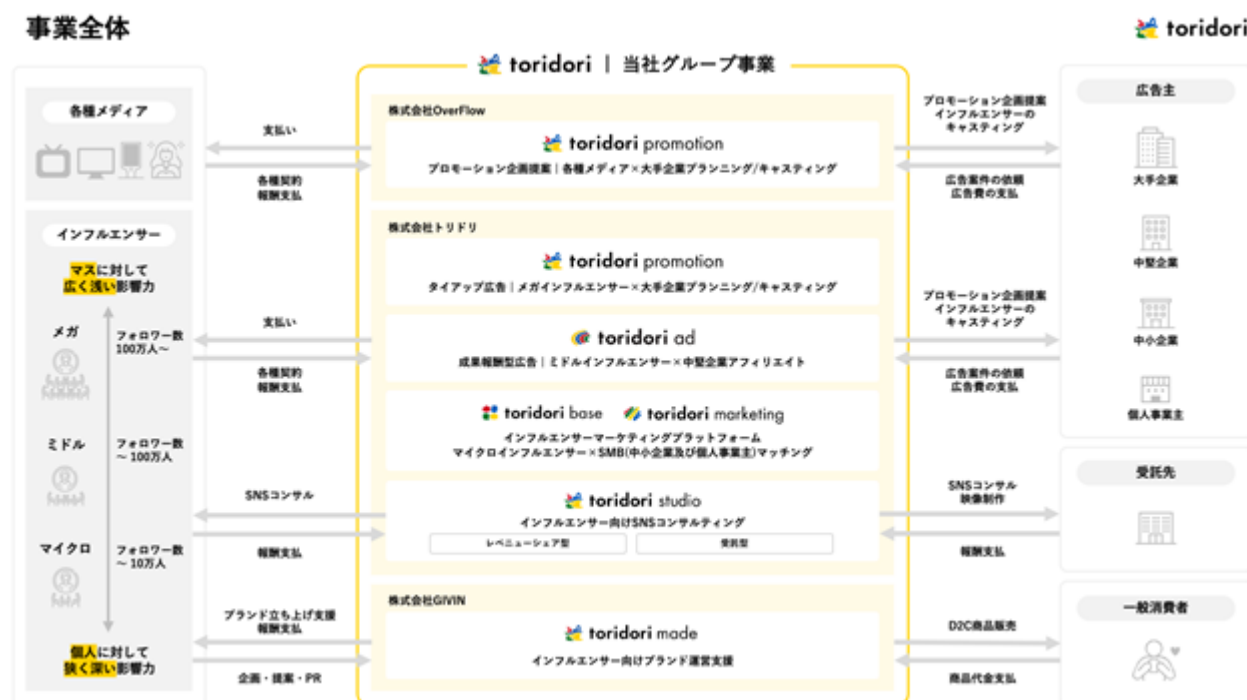 事業全体
toridori
toridori | 当社グループ事業
各種メディア
インフルエンサー
マスに対して
広く浅い影響力
メガ
フォロワー数
100万人～
ミドル
フォロワー数
～100万人
マイクロ
フォロワー数
～10万人
個人に対して
狭く深い影響力
支払い
各種契約
報酬支払
支払い
各種契約
報酬支払
SNSコンサル
報酬支払
ブランド立ち上げ支援
報酬支払
企画・提案・PR
株式会社OverFlow
toridori promotion
プロモーション企画提案｜各種メディア×大手企業プランニング/キャスティング
株式会社トリドリ
toridori promotion
タイアップ広告｜メガインフルエンサー×大手企業プランニング/キャスティング
toridori ad
成果報酬型広告｜ミドルインフルエンサー×中堅企業アフィリエイト
toridori base toridori marketing
インフルエンサーマーケティングプラットフォーム
マイクロインフルエンサー×SMB(中小企業及び個人事業主)マッチング
toridori studio
インフルエンサー向けSNSコンサルティング
レベニューシェア型 受託型
株式会社GIVIN
toridori made
インフルエンサー向けブランド運営支援
プロモーション企画提案
インフルエンサーの
キャスティング
広告案件の依頼
広告費の支払
プロモーション企画提案
インフルエンサーの
キャスティング
広告案件の依頼
広告費の支払
SNSコンサル
映像制作
報酬支払
D2C商品販売
商品代金支払
広告主
大手企業
中堅企業
中小企業
個人事業主
受託先
一般消費者